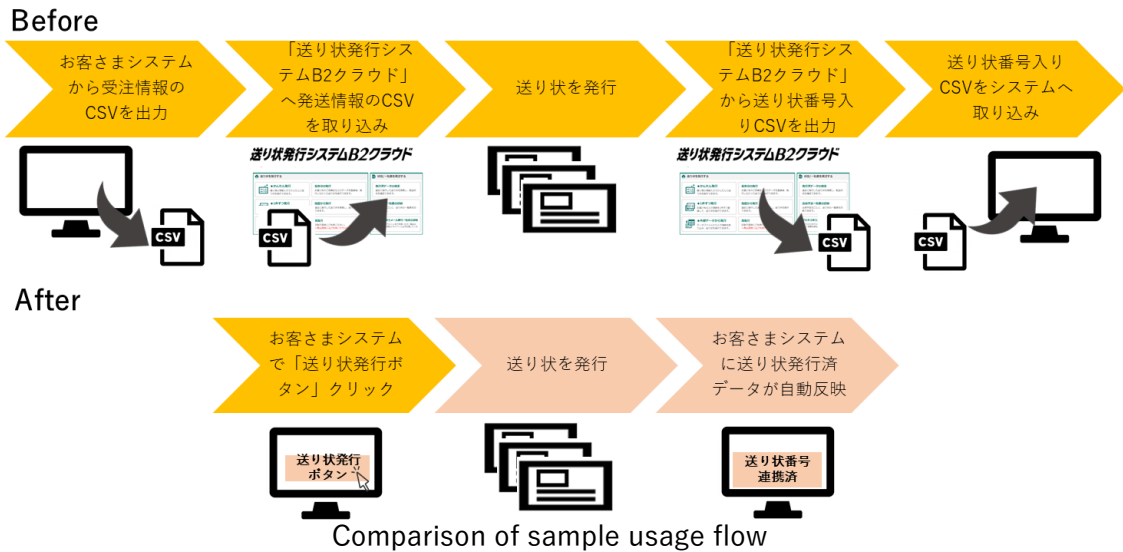 Before
お客さまシステム
から受注情報の
CSVを出力
「送り状発行シス
テムB2クラウド」
へ発送情報のCSV
を取り込み
送り状を発行
「送り状発行シス
テムB2クラウド」
から送り状番号入
りCSVを出力
送り状番号入り
CSVをシステムへ
取り込み
CSV
送り状発行システムB2クラウド
CSV
送り状発行システムB2クラウド
CSV
CSV
After
お客さまシステム
で「送り状発行ボ
タン」クリック
送り状を発行
お客さまシステム
に送り状発行済
データが自動反映
送り状発行
ボタン
送り状番号
連携済
Comparison of sample usage flow